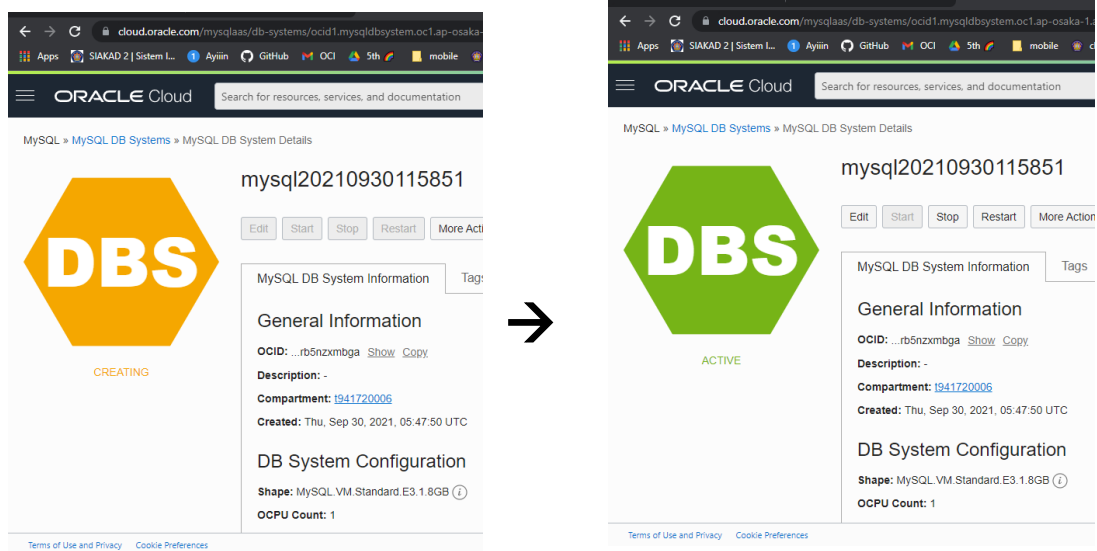 cloud.oracle.com/mysqlaas/db-systems/ocid1.mysqldbsystem.oc1.ap-osaka-
Apps SIAKAD 2 | Sistem I... Ayiiin GitHub OCI 5th mobile
ORACLE Cloud
Search for resources, services, and documentation
MySQL » MySQL DB Systems » MySQL DB System Details
DBS
CREATING
mysql20210930115851
Edit Start Stop Restart More Acti
MySQL DB System Information Tags
General Information
OCID: ...rb5nzxmbga Show Copy
Description: -
Compartment: t941720006
Created: Thu, Sep 30, 2021, 05:47:50 UTC
DB System Configuration
Shape: MySQL.VM.Standard.E3.1.8GB i
OCPU Count: 1
Terms of Use and Privacy Cookie Preferences
cloud.oracle.com/mysqlaas/db-systems/ocid1.mysqldbsystem.oc1.ap-osaka-1.a
Apps SIAKAD 2 | Sistem I... Ayiiin GitHub OCI 5th mobile
ORACLE Cloud
Search for resources, services, and documentation
MySQL » MySQL DB Systems » MySQL DB System Details
DBS
ACTIVE
mysql20210930115851
Edit Start Stop Restart More Action
MySQL DB System Information Tags
General Information
OCID: ...rb5nzxmbga Show Copy
Description: -
Compartment: t941720006
Created: Thu, Sep 30, 2021, 05:47:50 UTC
DB System Configuration
Shape: MySQL.VM.Standard.E3.1.8GB i
OCPU Count: 1
Terms of Use and Privacy Cookie Preferences